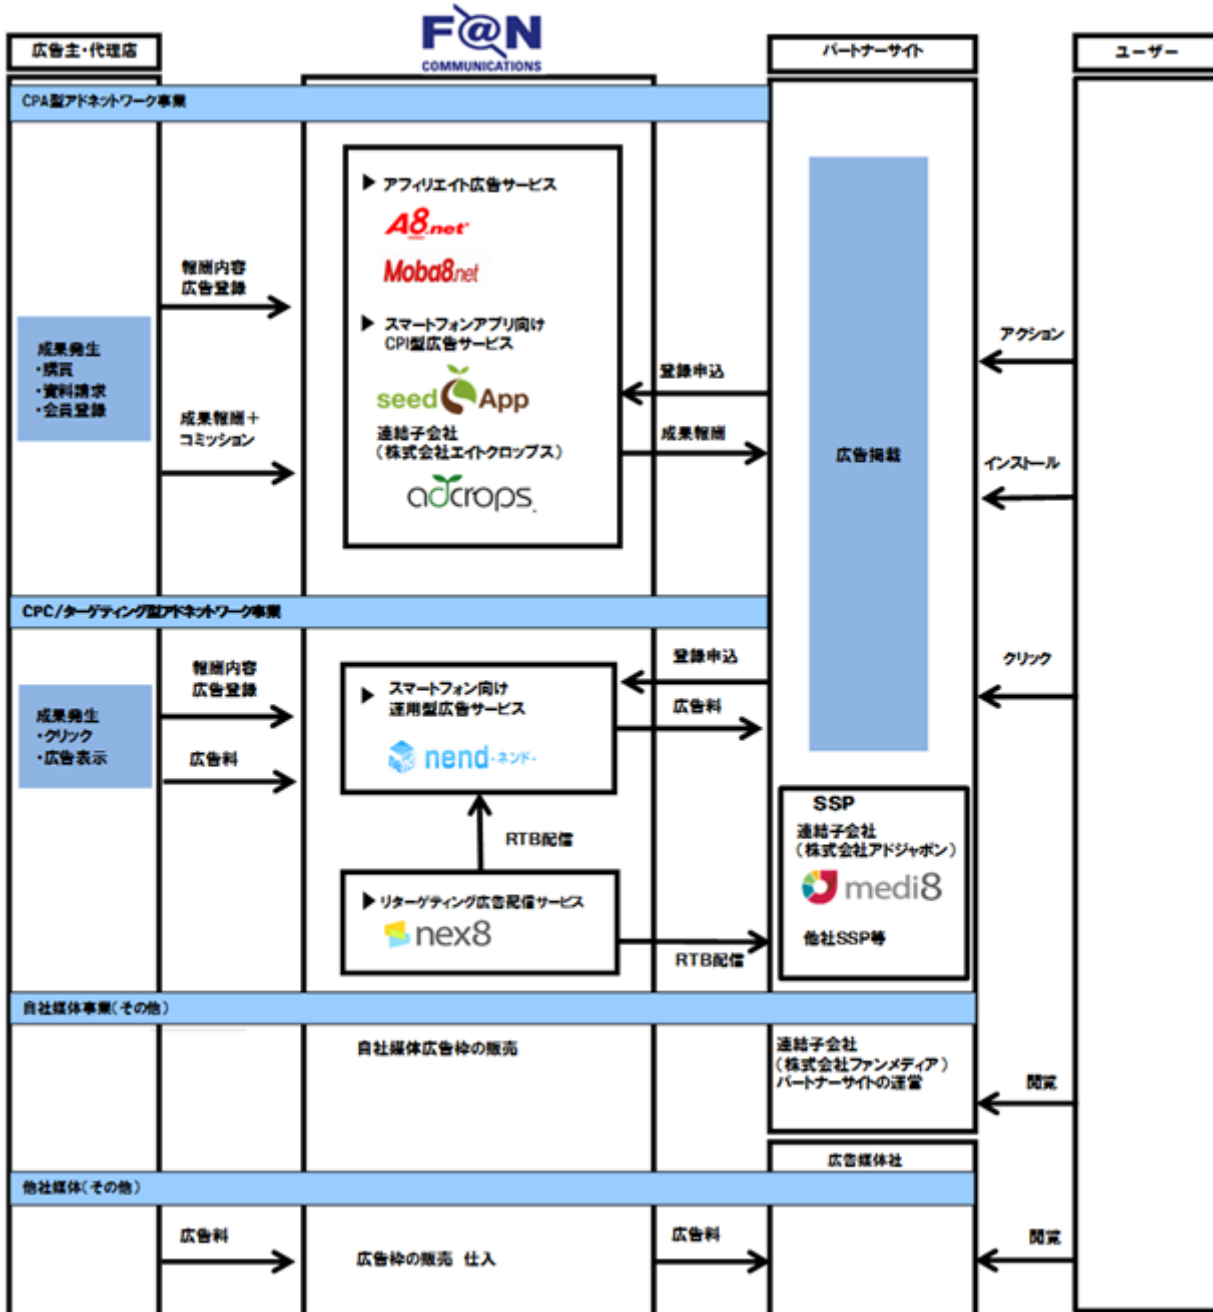 F@N
COMMUNICATIONS
広告主・代理店
パートナーサイト
ユーザー
CPA型アドネットワーク事業
▶ アフィリエイト広告サービス
A8.net
Moba8.net
報酬内容
広告登録
▶ スマートフォンアプリ向け
CPI型広告サービス
成果発生
・購買
・資料請求
・会員登録
アクション
登録申込
seed App
成果報酬＋
コミッション
連結子会社
（株式会社エイトクロップス）
成果報酬
広告掲載
インストール
adcrops
CPC/ターゲティング型アドネットワーク事業
報酬内容
広告登録
登録申込
クリック
▶ スマートフォン向け
運用型広告サービス
広告料
成果発生
・クリック
・広告表示
広告料
nend -ネンド-
SSP
連結子会社
（株式会社アドジャポン）
medi8
他社SSP等
RTB配信
▶ リターゲティング広告配信サービス
nex8
RTB配信
自社媒体事業（その他）
自社媒体広告枠の販売
連結子会社
（株式会社ファンメディア）
パートナーサイトの運営
閲覧
広告媒体社
他社媒体（その他）
広告料
広告枠の販売 仕入
広告料
閲覧